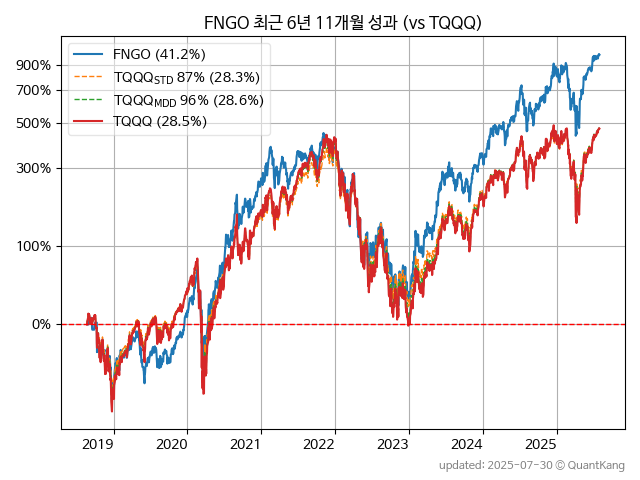 FNGO 최근 6년 11개월 성과 (vs TQQQ)
FNGO (41.2%)
TQQQSTD 87% (28.3%)
TQQQMDD 96% (28.6%)
TQQQ (28.5%)
900%
700%
500%
300%
100%
0%
2019 2020 2021 2022 2023 2024 2025
updated: 2025-07-30 © QuantKang